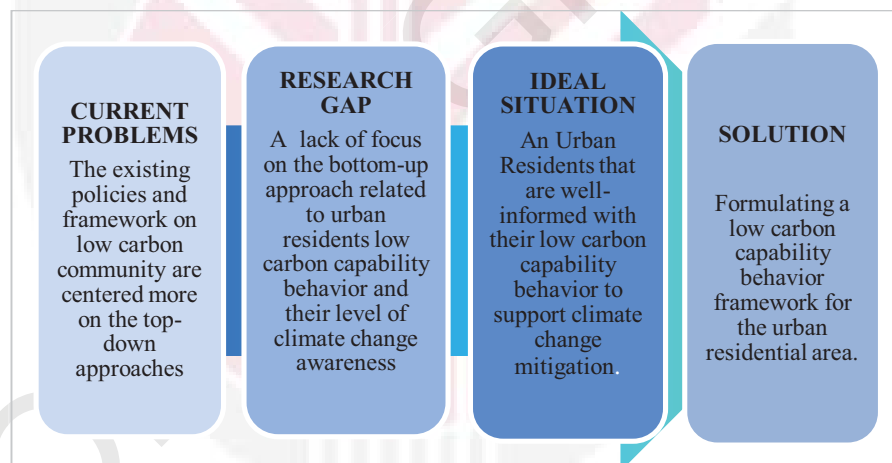 CURRENT
PROBLEMS
The existing
policies and
framework on
low carbon
community are
centered more
on the top-
down
approaches
RESEARCH
GAP
A lack of focus
on the bottom-up
approach related
to urban
residents low
carbon capability
behavior and
their level of
climate change
awareness
IDEAL
SITUATION
An Urban
Residents that
are well-
informed with
their low carbon
capability
behavior to
support climate
change
mitigation.
SOLUTION
Formulating a
low carbon
capability
behavior
framework for
the urban
residential area.